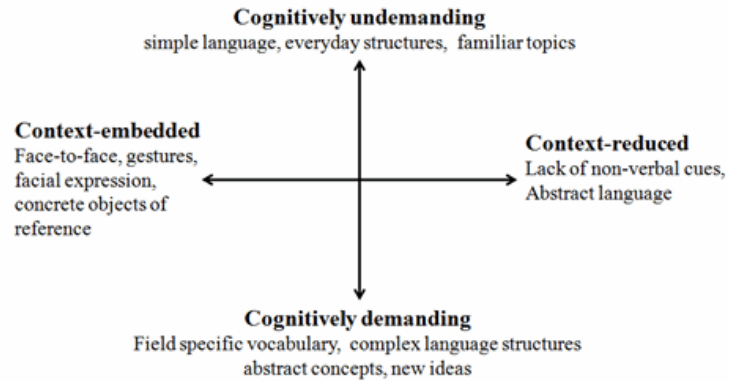 Cognitively undemanding
simple language, everyday structures, familiar topics
Context-embedded
Face-to-face, gestures,
facial expression,
concrete objects of
reference
Context-reduced
Lack of non-verbal cues,
Abstract language
Cognitively demanding
Field specific vocabulary, complex language structures
abstract concepts, new ideas